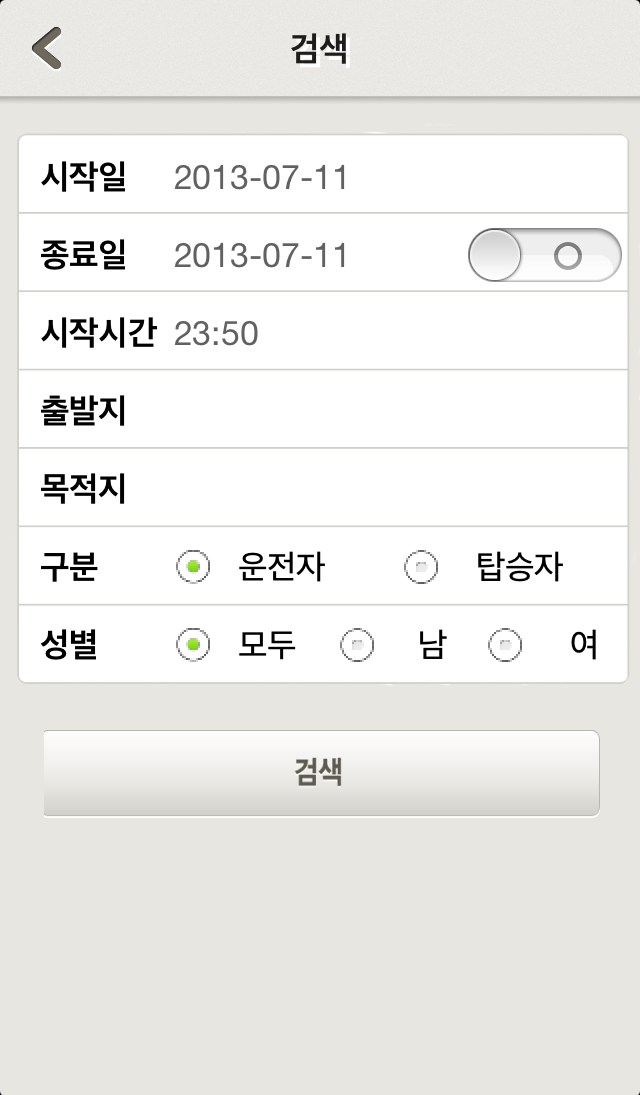 검색
시작일 2013-07-11
종료일 2013-07-11
시작시간 23:50
출발지
목적지
구분 운전자 탑승자
성별 모두 남 여
검색